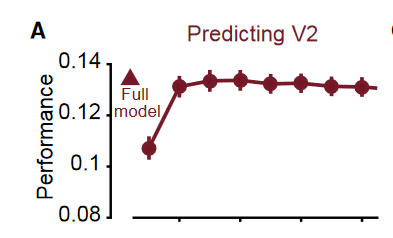 A
Predicting V2
0.14
Full
model
0.12
Performance
0.1
0.08